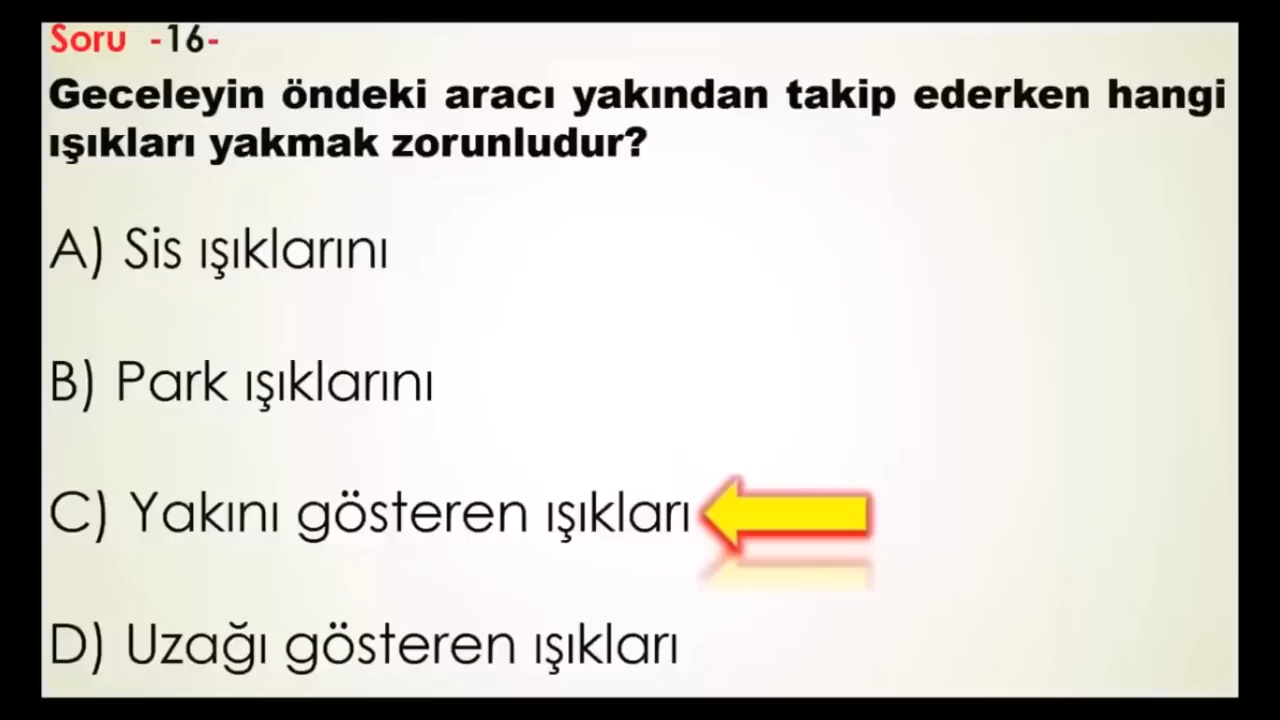 Soru -16-
Geceleyin öndeki aracı yakından takip ederken hangi
ışıkları yakmak zorunludur?
A) Sis ışıklarını
B) Park ışıklarını
C) Yakını gösteren ışıkları
D) Uzağı gösteren ışıkları